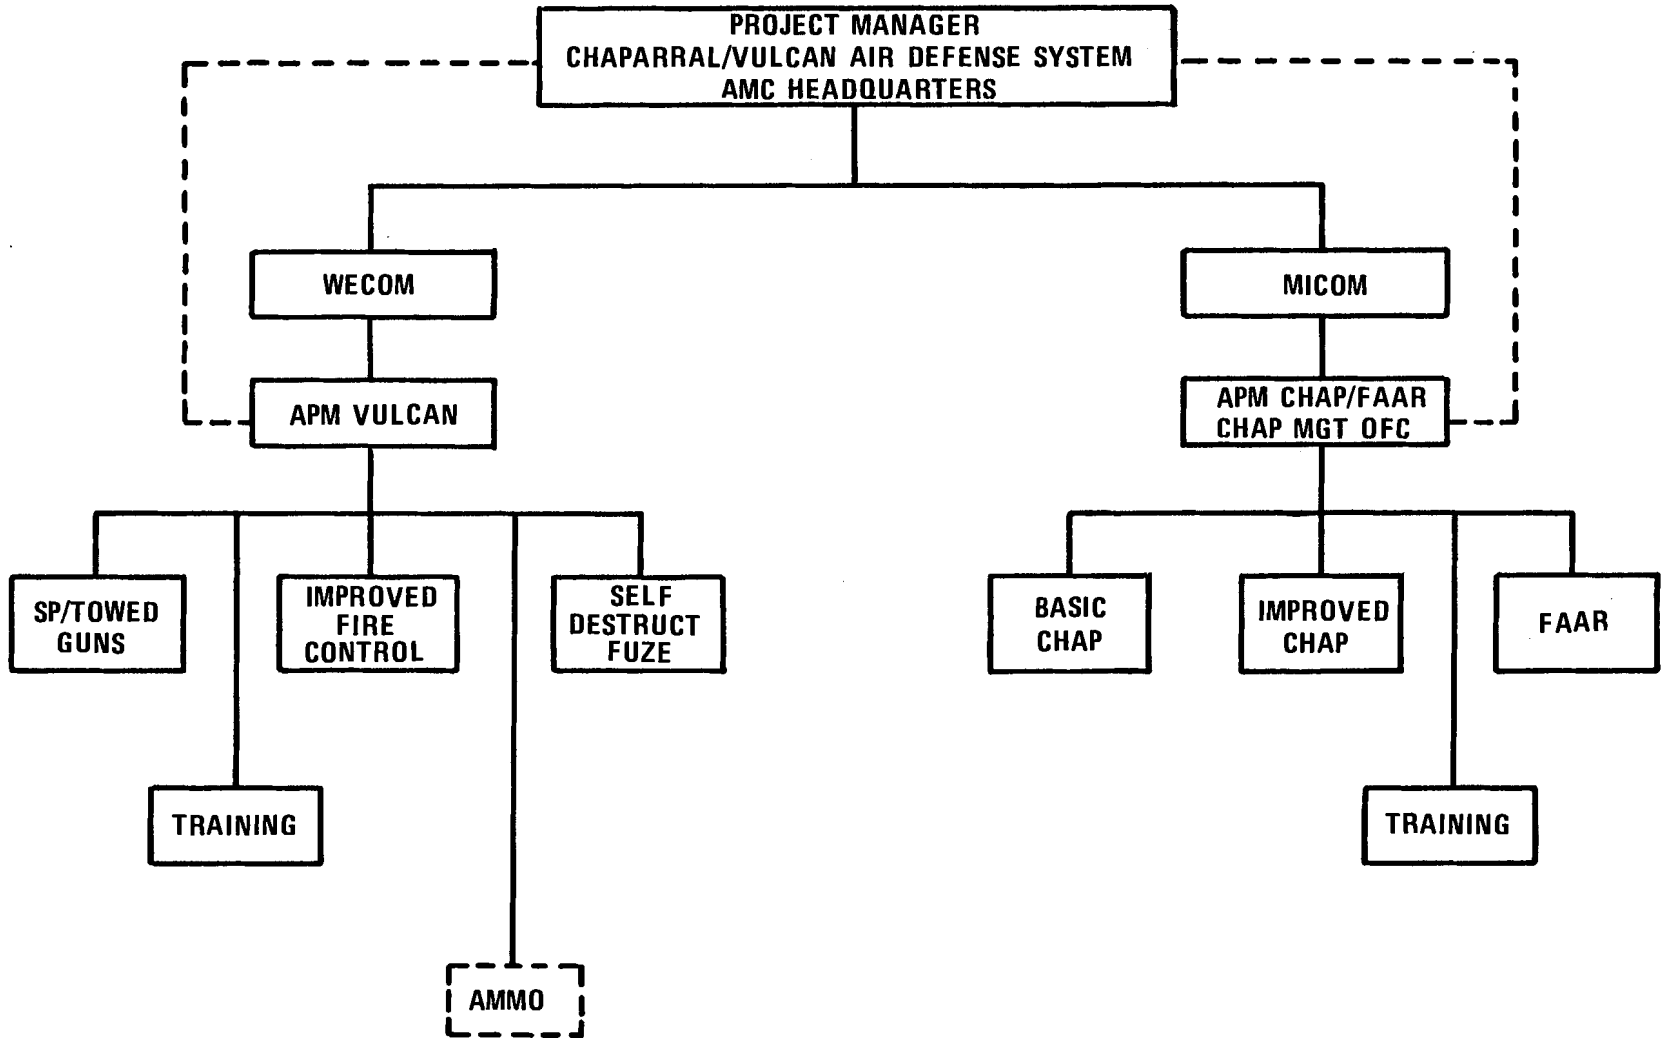 PROJECT MANAGER
CHAPARRAL/VULCAN AIR DEFENSE SYSTEM
AMC HEADQUARTERS
WECOM
MICOM
APM VULCAN
APM CHAP/FAAR
CHAP MGT OFC
SP/TOWED
GUNS
IMPROVED
FIRE
CONTROL
SELF
DESTRUCT
FUZE
BASIC
CHAP
IMPROVED
CHAP
FAAR
TRAINING
TRAINING
AMMO